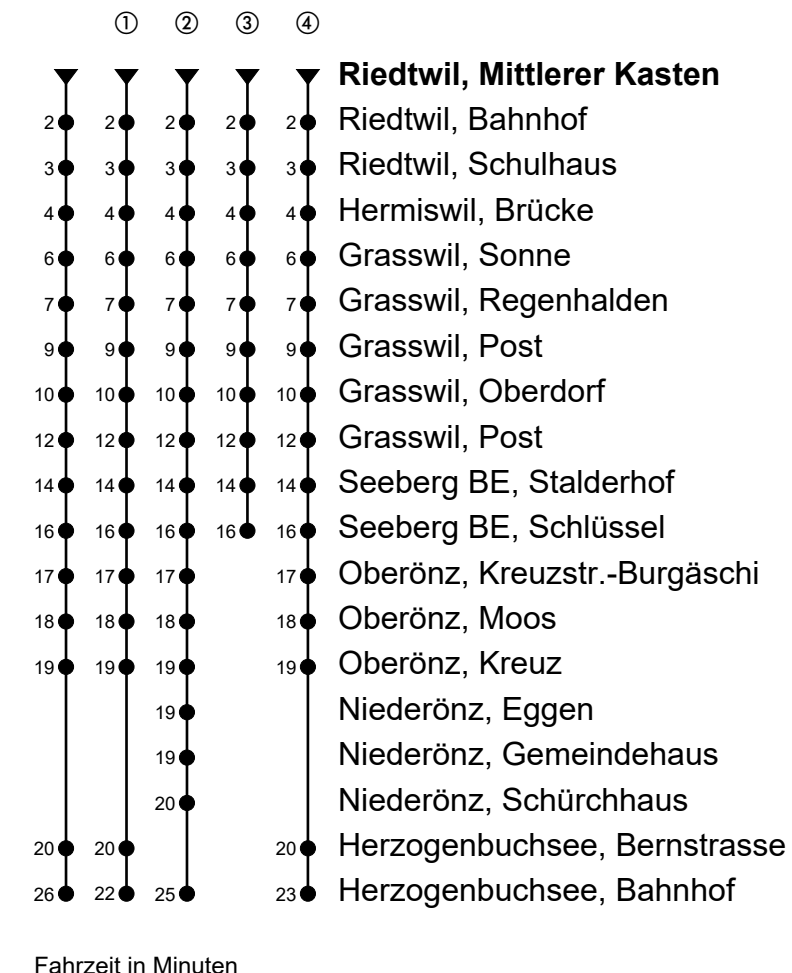 ① ② ③ ④
Riedtwil, Mittlerer Kasten
2 2 2 2 2 Riedtwil, Bahnhof
3 3 3 3 3 Riedtwil, Schulhaus
4 4 4 4 4 Hermiswil, Brücke
6 6 6 6 6 Grasswil, Sonne
7 7 7 7 7 Grasswil, Regenhalden
9 9 9 9 9 Grasswil, Post
10 10 10 10 10 Grasswil, Oberdorf
12 12 12 12 12 Grasswil, Post
14 14 14 14 14 Seeberg BE, Stalderhof
16 16 16 16 16 Seeberg BE, Schlüssel
17 17 17 17 Oberönz, Kreuzstr.-Burgäschi
18 18 18 18 Oberönz, Moos
19 19 19 19 Oberönz, Kreuz
19 Niederönz, Eggen
19 Niederönz, Gemeindehaus
20 Niederönz, Schürchhaus
20 20 20 Herzogenbuchsee, Bernstrasse
26 22 25 23 Herzogenbuchsee, Bahnhof
Fahrzeit in Minuten